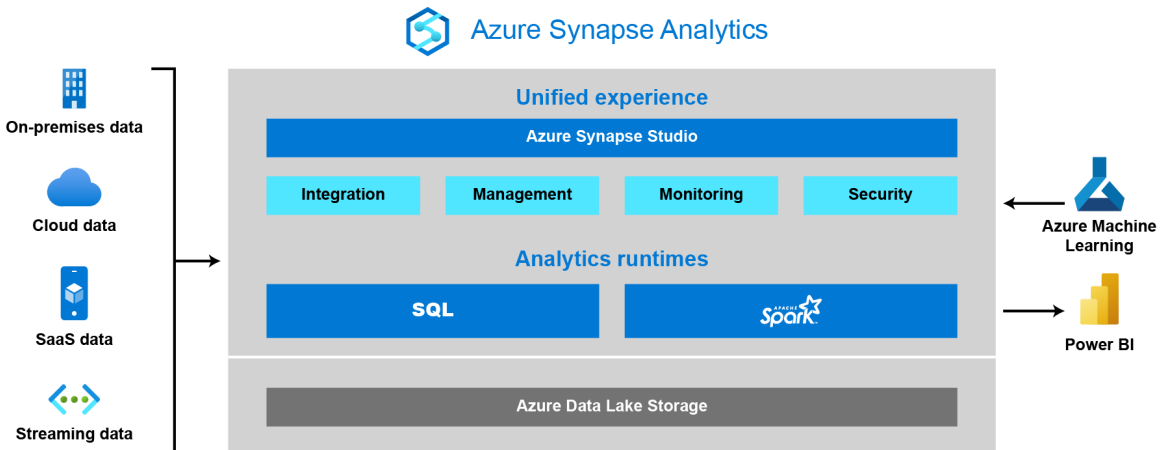 Azure Synapse Analytics
On-premises data
Cloud data
SaaS data
Streaming data
Unified experience
Azure Synapse Studio
Integration
Management
Monitoring
Security
Analytics runtimes
SQL
APACHE
Spark™
Azure Data Lake Storage
Azure Machine
Learning
Power BI